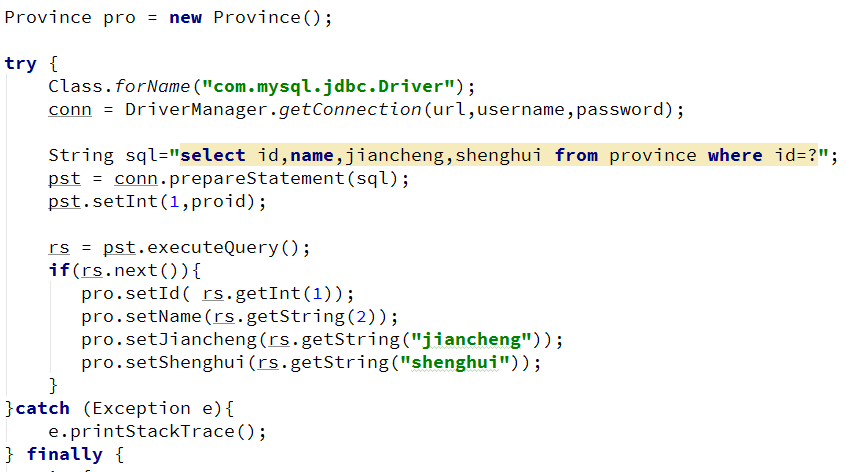 Province pro = new Province();
try {
Class.forName("com.mysql.jdbc.Driver");
conn = DriverManager.getConnection(url,username,password);
String sql="select id,name,jiancheng,shenghui from province where id=?";
pst = conn.prepareStatement(sql);
pst.setInt(1,proid);
rs = pst.executeQuery();
if(rs.next()){
pro.setId( rs.getInt(1));
pro.setName(rs.getString(2));
pro.setJiancheng(rs.getString("jiancheng"));
pro.setShenghui(rs.getString("shenghui"));
}
}catch (Exception e){
e.printStackTrace();
} finally {